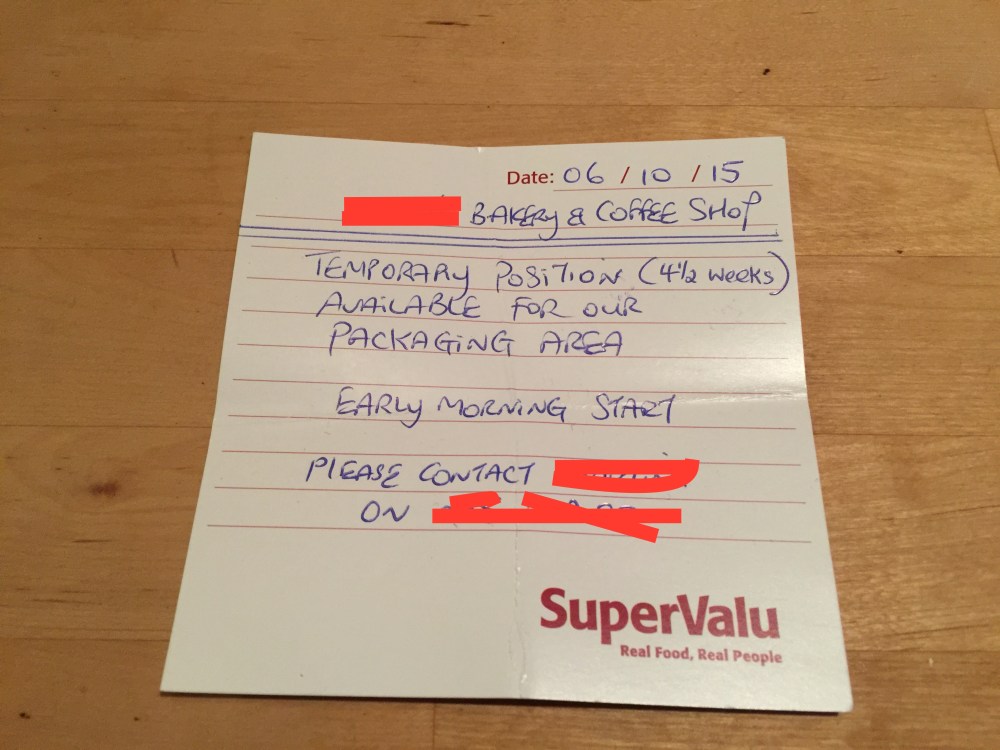 Date: 06 / 10 / 15
BAKERY & COFFEE SHOP
TEMPORARY POSITION (4½ weeks)
AVAILABLE FOR OUR
PACKAGING AREA
EARLY MORNING START
PLEASE CONTACT
ON
SuperValu
Real Food, Real People